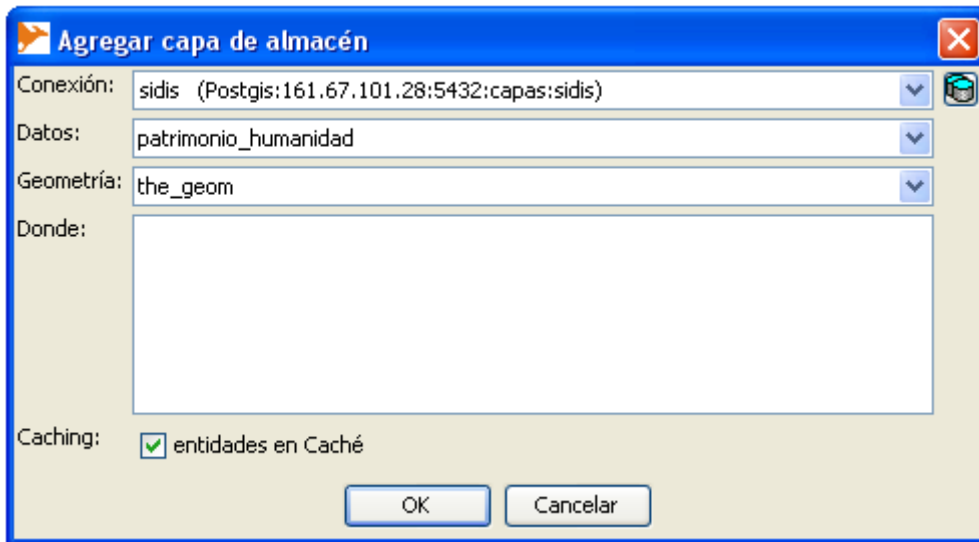 Agregar capa de almacén
Conexión: sidis (Postgis:161.67.101.28:5432:capas:sidis)
Datos: patrimonio_humanidad
Geometría: the_geom
Donde:
Caching: entidades en Caché
OK Cancelar